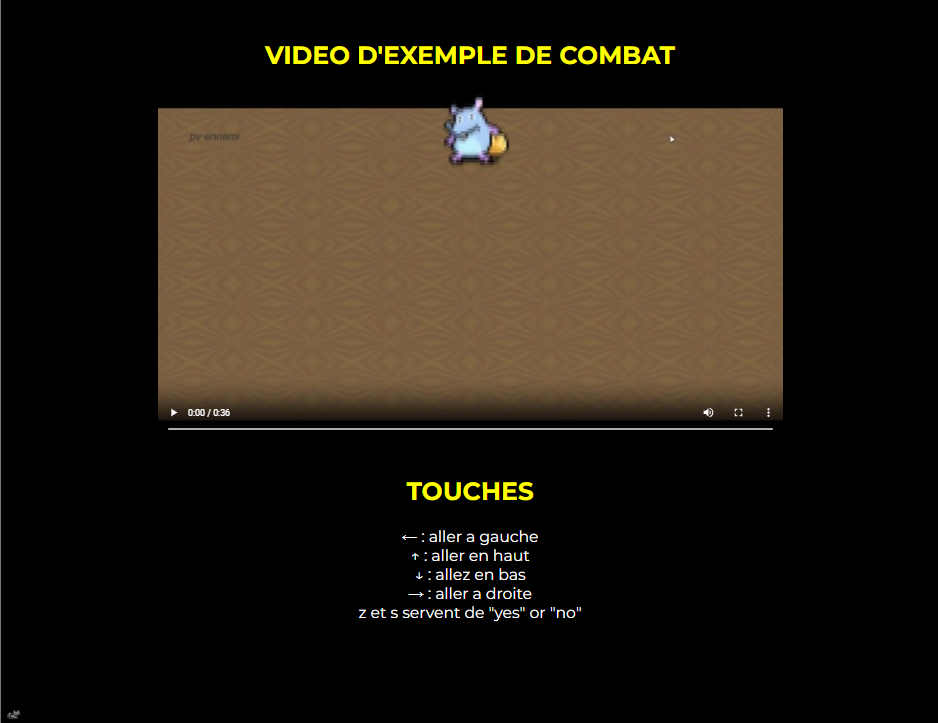 VIDEO D'EXEMPLE DE COMBAT
pv ennemi
0:00 / 0:36
TOUCHES
← : aller a gauche
↑ : aller en haut
↓ : allez en bas
→ : aller a droite
z et s servent de "yes" or "no"